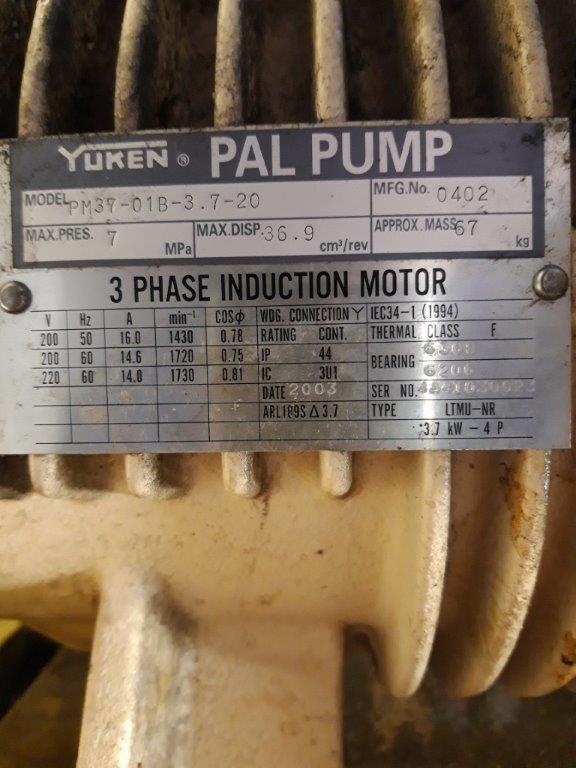 YUKEN ® PAL PUMP
MODEL PM37-01B-3.7-20 MFG.No. 0402
MAX.PRES. 7 MPa MAX.DISP. 36.9 cm³/rev APPROX.MASS 67 kg
3 PHASE INDUCTION MOTOR
V Hz A min⁻¹ COSϕ WDG. CONNECTION Y IEC34-1 (1994)
200 50 16.0 1430 0.78 RATING CONT. THERMAL CLASS F
200 60 14.6 1720 0.75 IP 44 BEARING
220 60 14.0 1730 0.81 IC 3U1 6206
DATE 2003 SER NO.
ARL189S Δ 3.7 TYPE LTMU-NR
3.7 kW - 4 P